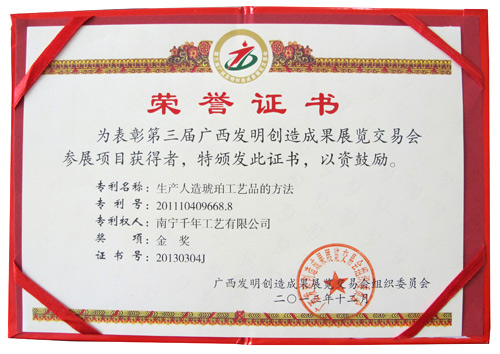 荣誉证书
为表彰第三届广西发明创造成果展览交易会
参展项目获得者，特颁发此证书，以资鼓励。
专利名称：生产人造琥珀工艺品的方法
专利号：201110409668.8
专利权人：南宁千年工艺有限公司
奖项：金奖
证书号：20130304J
广西发明创造成果展览交易会组织委员会
二〇一三年十二月